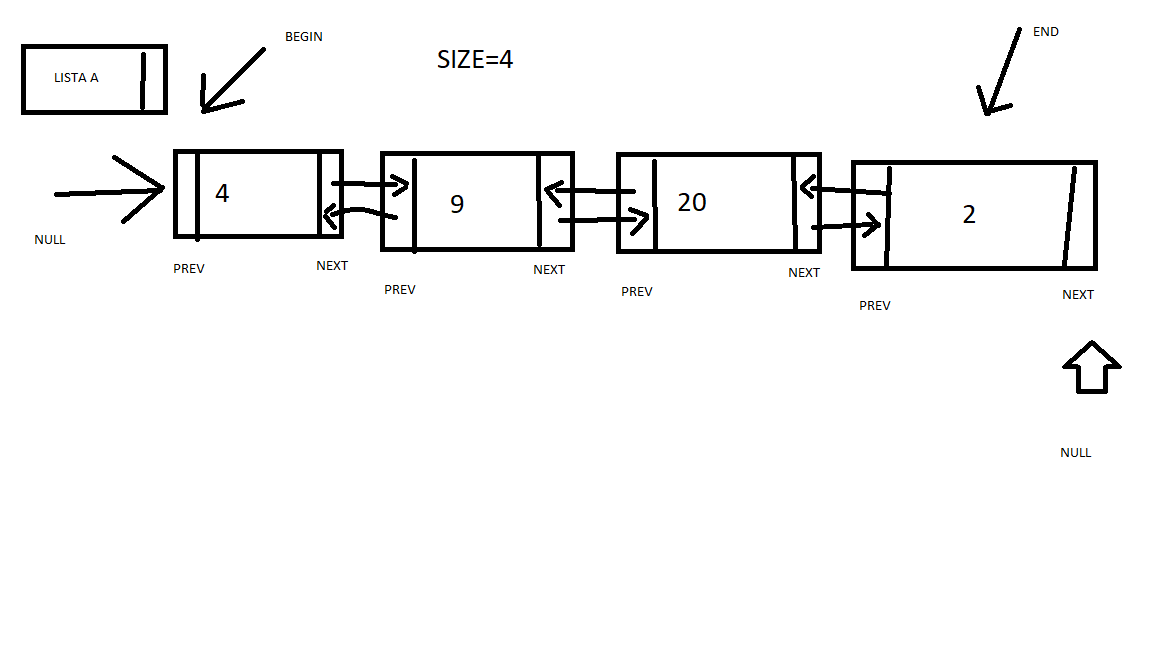 BEGIN
END
SIZE=4
LISTA A
4
9
20
2
NULL
PREV
NEXT
PREV
NEXT
PREV
NEXT
PREV
NEXT
NULL